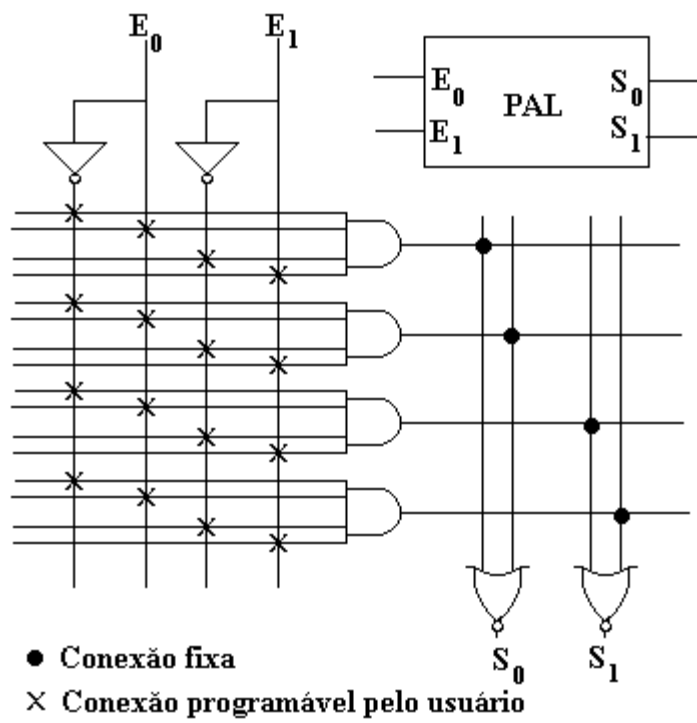 E0 E1
E0 PAL S0
E1 S1
S0 S1
Conexão fixa
Conexão programável pelo usuário